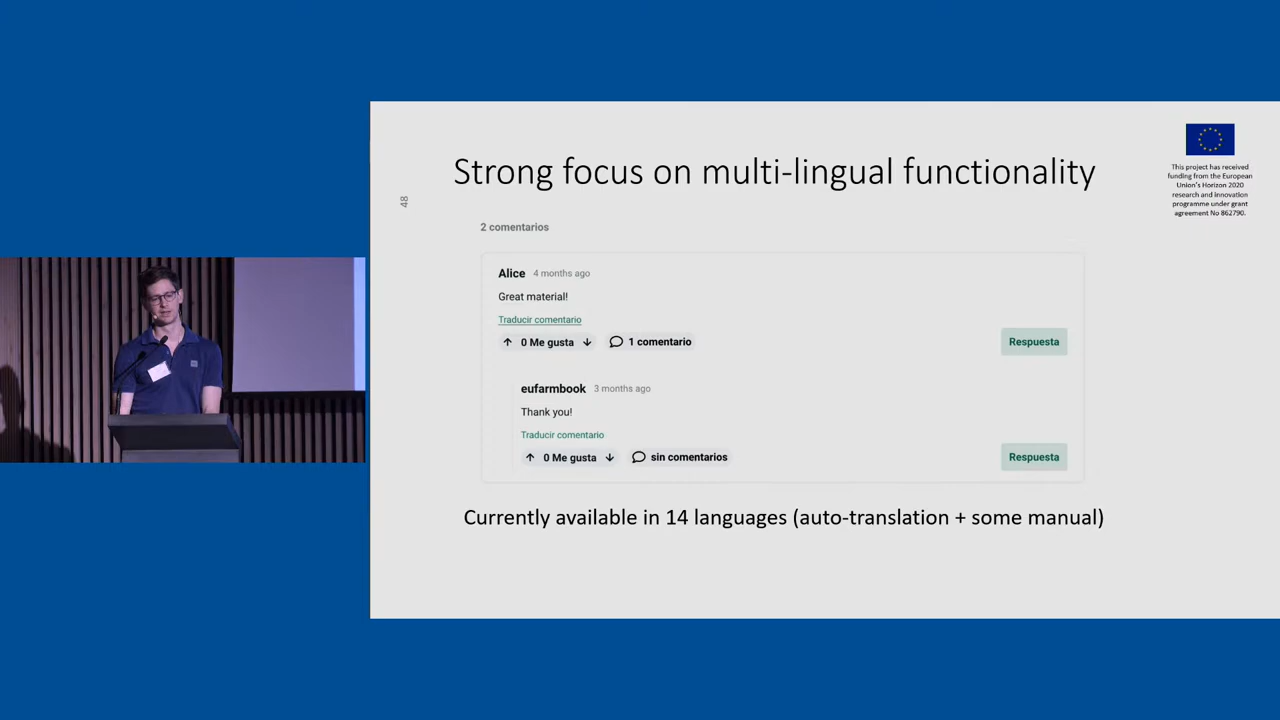 Strong focus on multi-lingual functionality
This project has received
funding from the European
Union's Horizon 2020
research and innovation
programme under grant
agreement No 862790.
48
2 comentarios
Alice 4 months ago
Great material!
Traducir comentario
0 Me gusta 1 comentario
Respuesta
eufarmbook 3 months ago
Thank you!
Traducir comentario
0 Me gusta sin comentarios
Respuesta
Currently available in 14 languages (auto-translation + some manual)